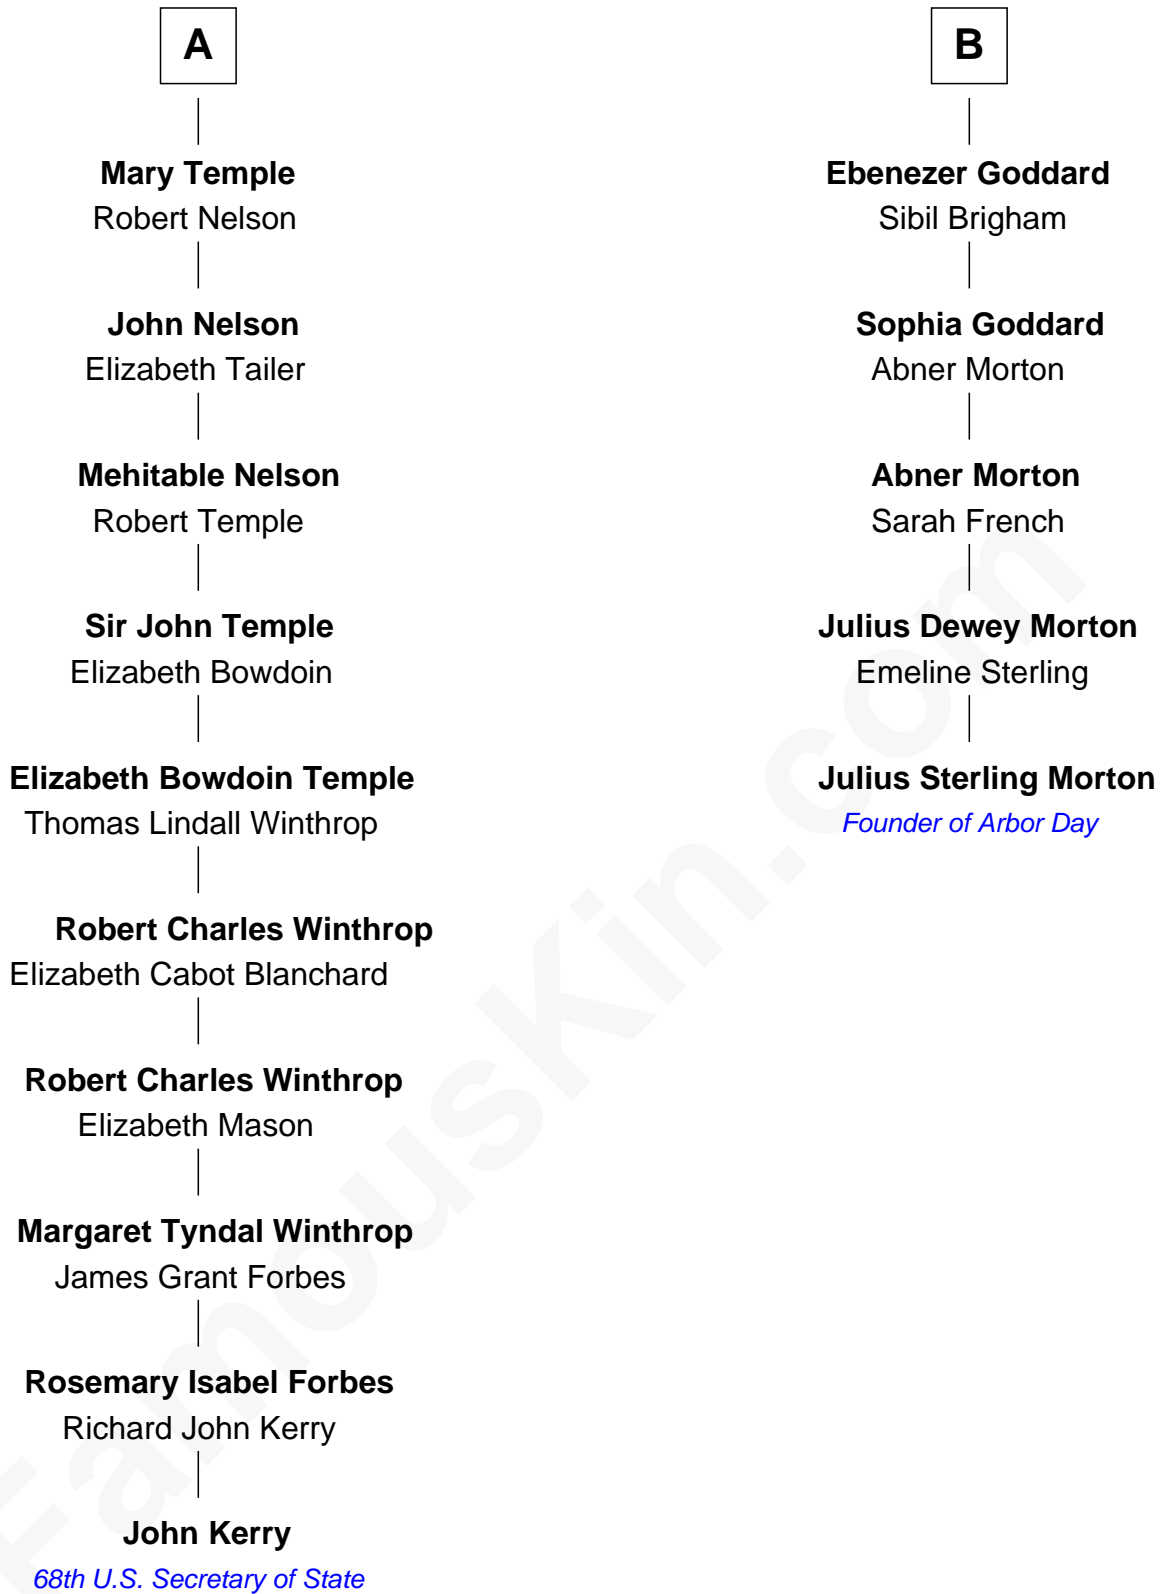 A
Mary Temple
Robert Nelson
John Nelson
Elizabeth Tailer
Mehitable Nelson
Robert Temple
Sir John Temple
Elizabeth Bowdoin
Elizabeth Bowdoin Temple
Thomas Lindall Winthrop
Robert Charles Winthrop
Elizabeth Cabot Blanchard
Robert Charles Winthrop
Elizabeth Mason
Margaret Tyndal Winthrop
James Grant Forbes
Rosemary Isabel Forbes
Richard John Kerry
John Kerry
68th U.S. Secretary of State
B
Ebenezer Goddard
Sibil Brigham
Sophia Goddard
Abner Morton
Abner Morton
Sarah French
Julius Dewey Morton
Emeline Sterling
Julius Sterling Morton
Founder of Arbor Day
FamousKin.com